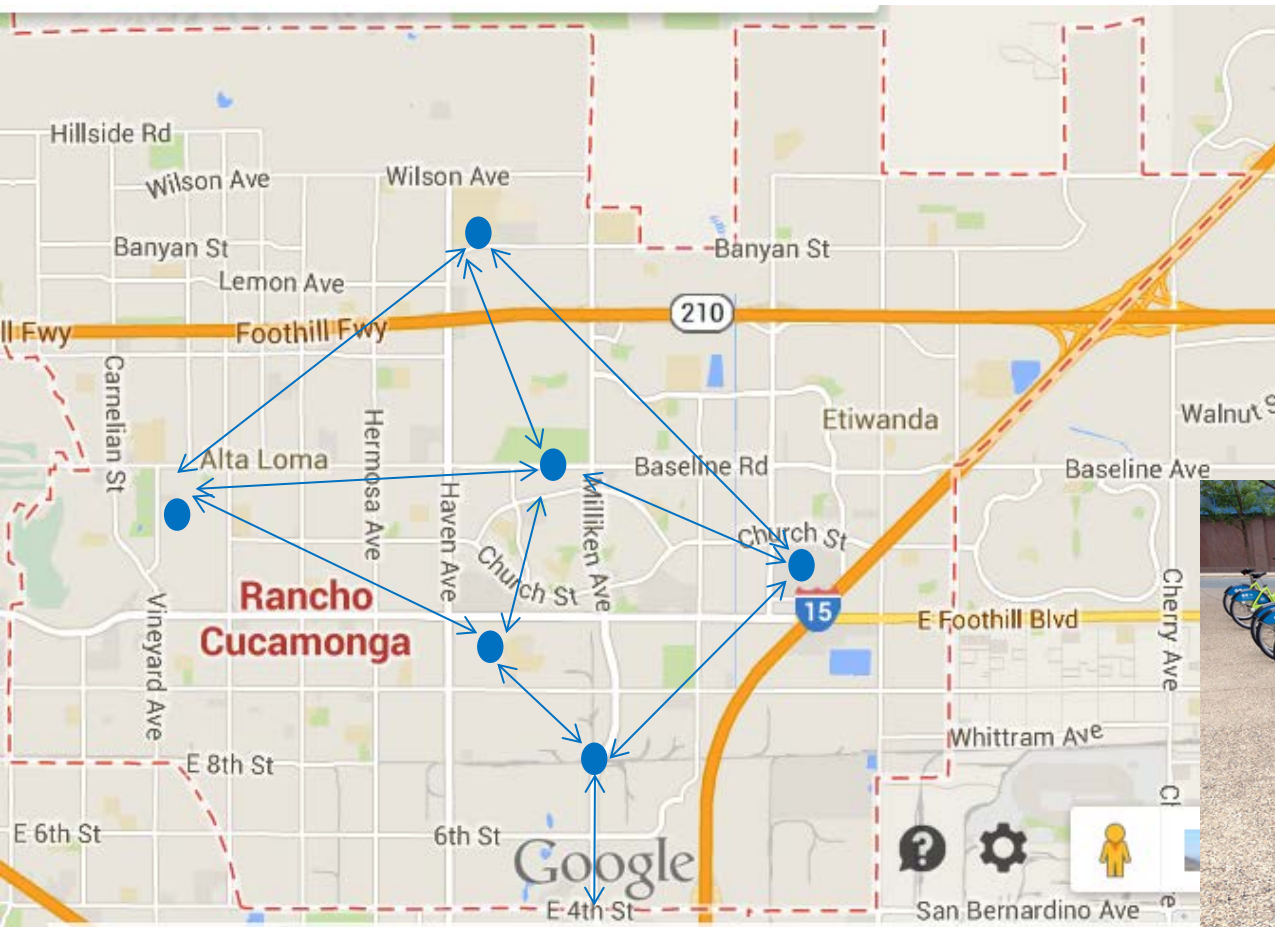 Hillside Rd
Wilson Ave
Wilson Ave
Banyan St
Banyan St
Lemon Ave
210
ll Fwy
Foothill Fwy
Carnelian St
Hermosa Ave
Etiwanda
Walnut S
Alta Loma
Baseline Rd
Baseline Ave
Haven Ave
Milliken Ave
Church St
Church St
Rancho
Cucamonga
15
E Foothill Blvd
Cherry Ave
Vineyard Ave
Whittram Ave
E 8th St
Ch
E 6th St
6th St
Google
?
E 4th St
San Bernardino Ave
e